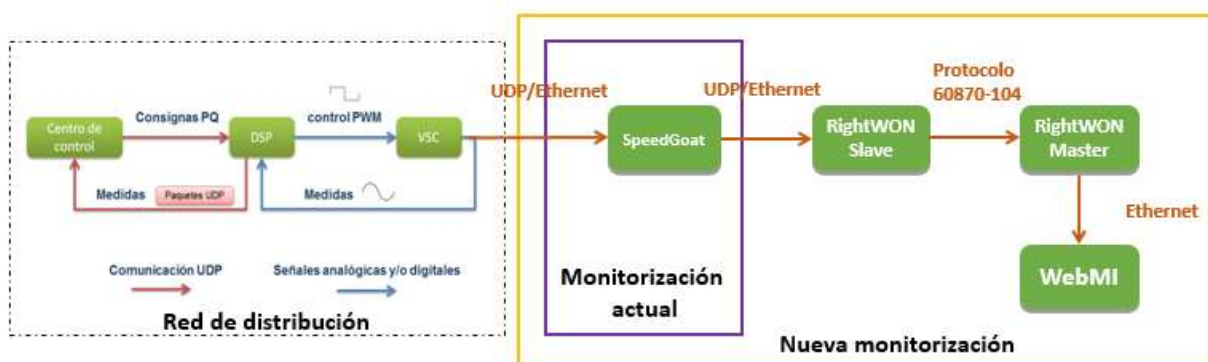 Centro de
control
Consignas PQ
DSP
control PWM
VSC
Medidas
Paquetes UDP
Medidas
Comunicación UDP
Señales analógicas y/o digitales
Red de distribución
UDP/Ethernet
SpeedGoat
Monitorización
actual
UDP/Ethernet
RightWON
Slave
Protocolo
60870-104
RightWON
Master
Ethernet
WebMI
Nueva monitorización